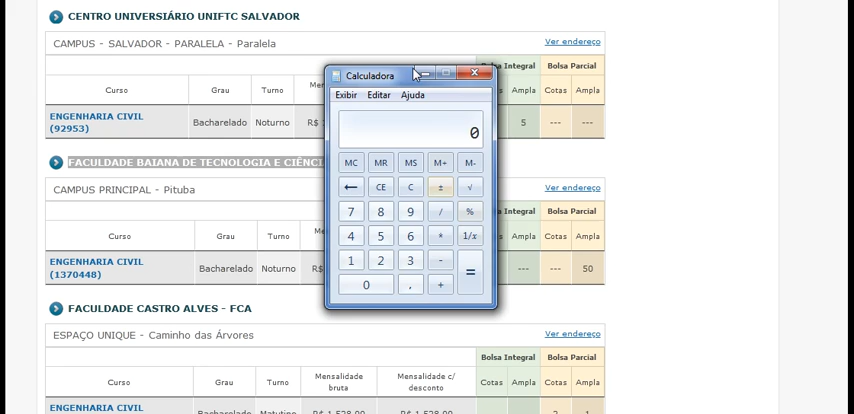 CENTRO UNIVERSIÁRIO UNIFTC SALVADOR
CAMPUS - SALVADOR - PARALELA - Paralela
Ver endereço
Bolsa Parcial
Curso Grau Turno Cotas Ampla
ENGENHARIA CIVIL
(92953)
Bacharelado Noturno R$ 5 --- ---
Calculadora
Exibir Editar Ajuda
0
MC MR MS M+ M-
← CE C ± √
7 8 9 / %
4 5 6 * 1/x
1 2 3 - =
0 , +
FACULDADE BAIANA DE TECNOLOGIA E
CAMPUS PRINCIPAL - Pituba
Ver endereço
Integral Bolsa Parcial
Curso Grau Turno Ampla Cotas Ampla
ENGENHARIA CIVIL
(1370448)
Bacharelado Noturno R$ --- --- 50
FACULDADE CASTRO ALVES - FCA
ESPAÇO UNIQUE - Caminho das Árvores
Ver endereço
Bolsa Integral Bolsa Parcial
Curso Grau Turno Mensalidade bruta Mensalidade c/ desconto Cotas Ampla Cotas Ampla
ENGENHARIA CIVIL